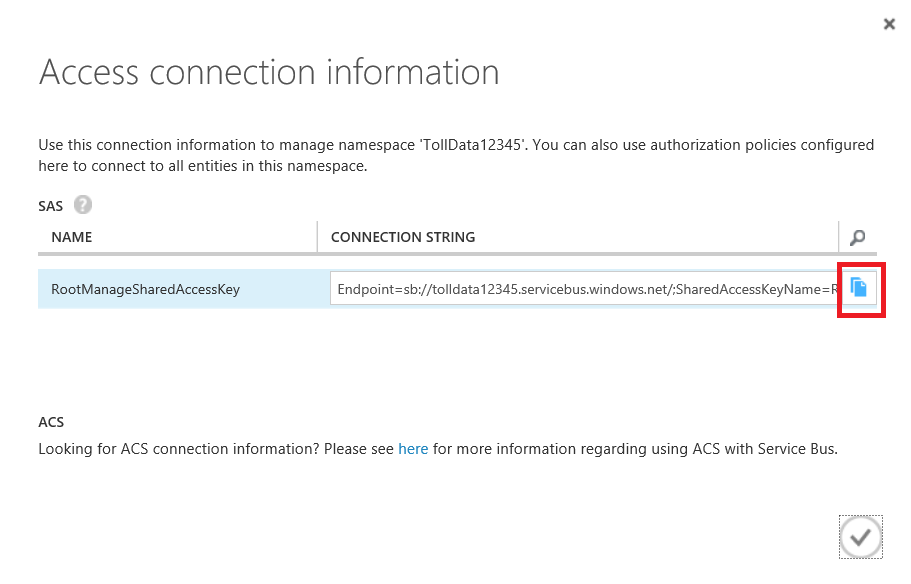 Access connection information
Use this connection information to manage namespace 'TollData12345'. You can also use authorization policies configured
here to connect to all entities in this namespace.
SAS ?
NAME CONNECTION STRING
RootManageSharedAccessKey Endpoint=sb://tolldata12345.servicebus.windows.net/;SharedAccessKeyName=R
ACS
Looking for ACS connection information? Please see here for more information regarding using ACS with Service Bus.